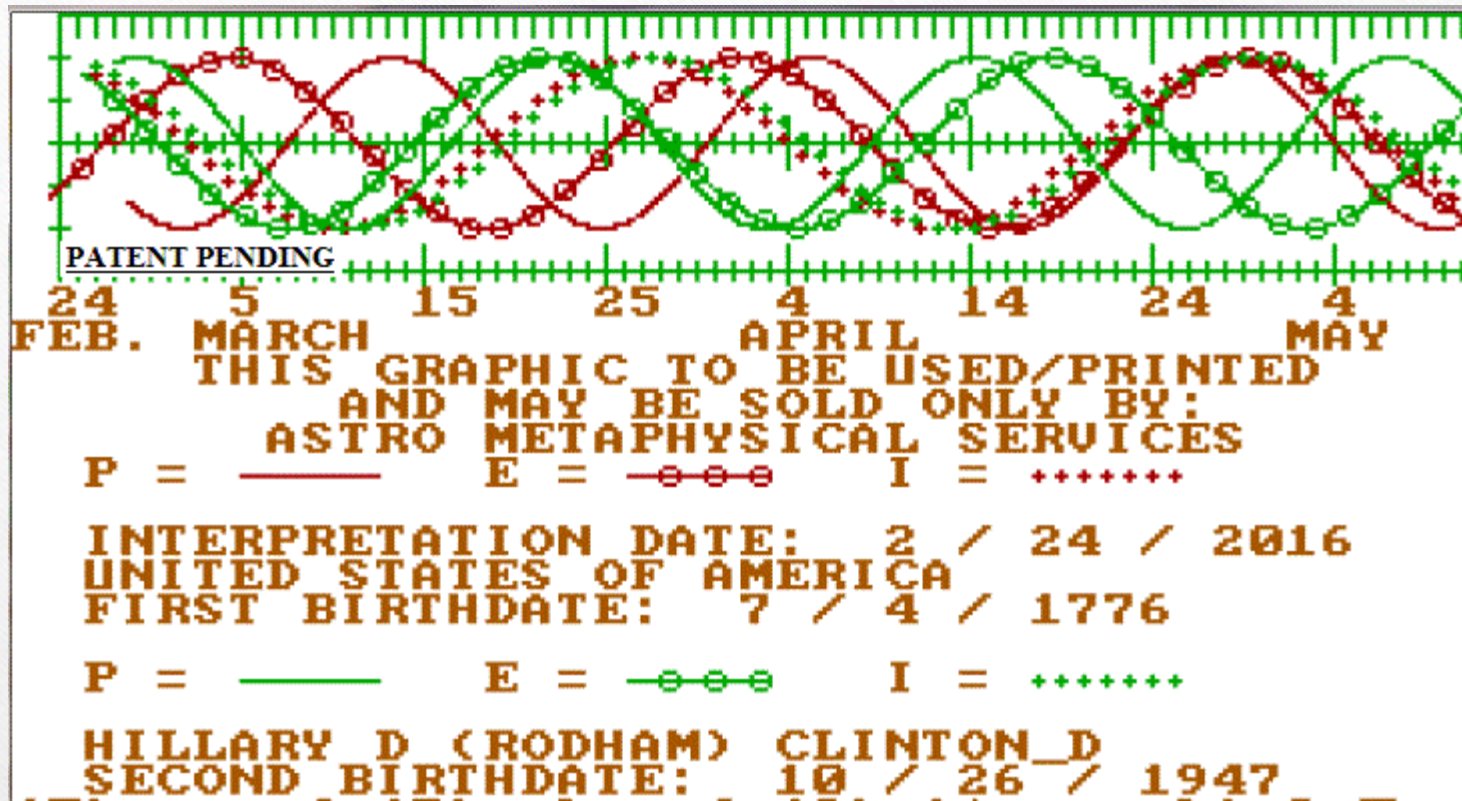 PATENT PENDING
24 5 15 25 4 14 24 4
FEB. MARCH APRIL MAY
THIS GRAPHIC TO BE USED/PRINTED
AND MAY BE SOLD ONLY BY:
ASTRO METAPHYSICAL SERVICES
P = E = I =
INTERPRETATION DATE: 2 / 24 / 2016
UNITED STATES OF AMERICA
FIRST BIRTHDATE: 7 / 4 / 1776
P = E = I =
HILLARY D (RODHAM) CLINTON_D
SECOND BIRTHDATE: 10 / 26 / 1947